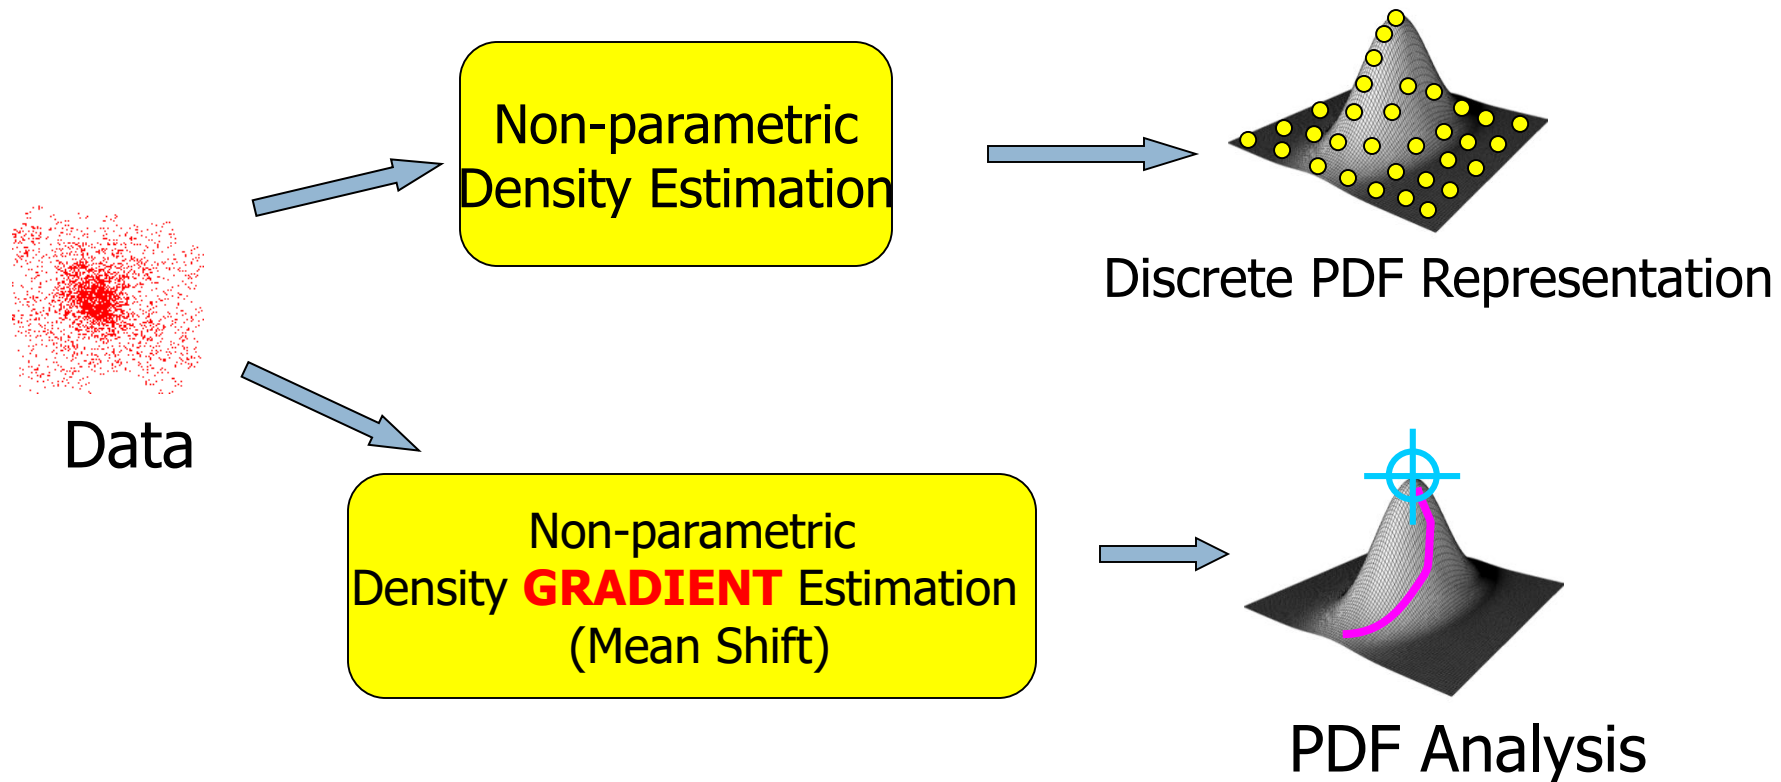 Non-parametric
Density Estimation
Discrete PDF Representation
Data
Non-parametric
Density GRADIENT Estimation
(Mean Shift)
PDF Analysis